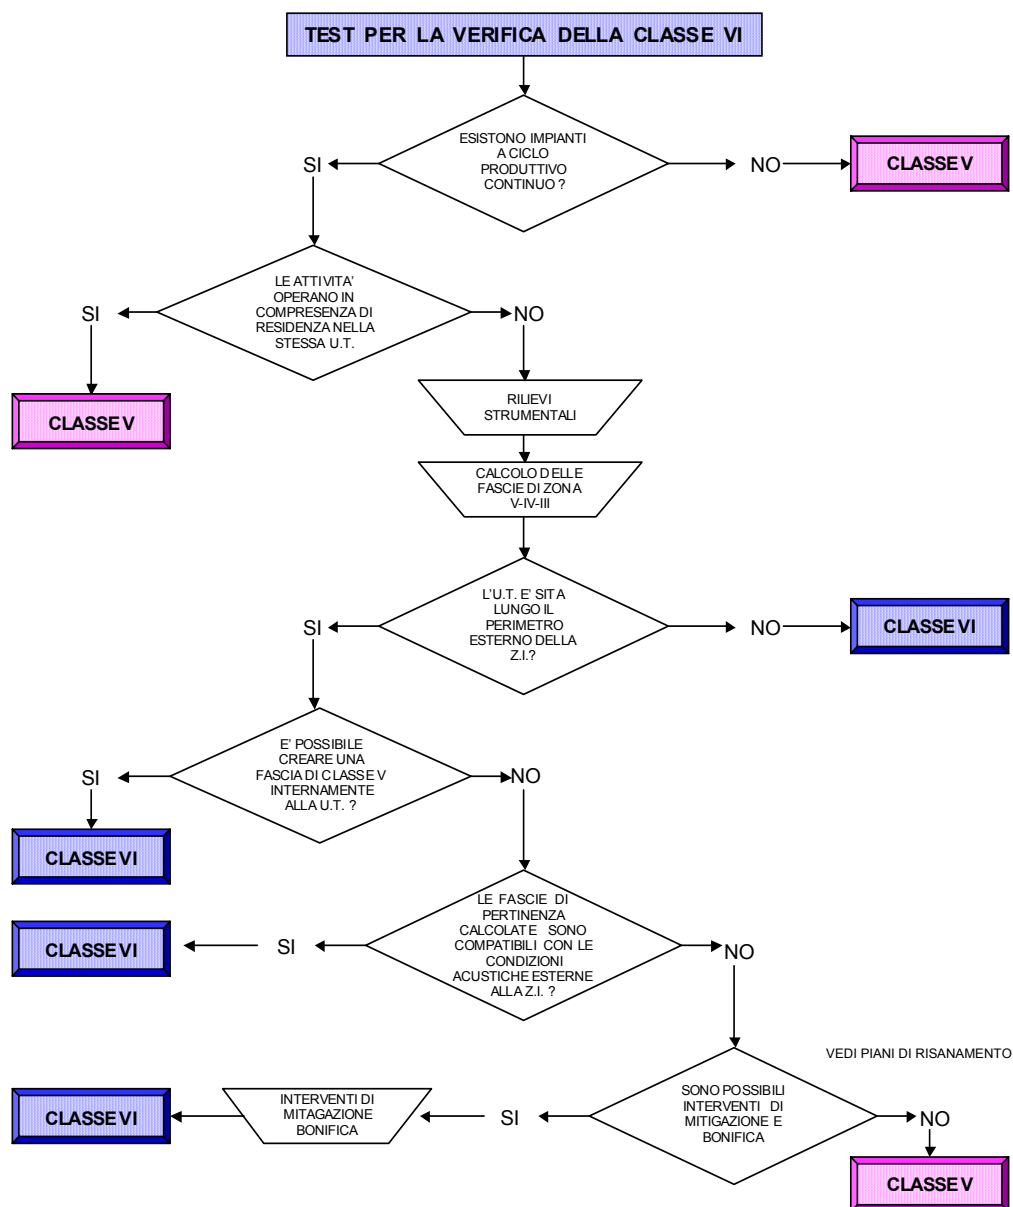 TEST PER LA VERIFICA DELLA CLASSE VI
ESISTONO IMPIANTI
A CICLO
PRODUTTIVO
CONTINUO ?
SI
NO
CLASSE V
LE ATTIVITA'
OPERANO IN
COMPRESENZA DI
RESIDENZA NELLA
STESSA U.T.
SI
NO
CLASSE V
RILIEVI
STRUMENTALI
CALCOLO DELLE
FASCIE DI ZONA
V-IV-III
L'U.T. E' SITA
LUNGO IL
PERIMETRO
ESTERNO DELLA
Z.I.?
SI
NO
CLASSE VI
E' POSSIBILE
CREARE UNA
FASCIA DI CLASSE V
INTERNAMENTE
ALLA U.T. ?
SI
NO
CLASSE VI
LE FASCIE DI
PERTINENZA
CALCOLATE SONO
COMPATIBILI CON LE
CONDIZIONI
ACUSTICHE ESTERNE
ALLA Z.I. ?
SI
NO
CLASSE VI
VEDI PIANI DI RISANAMENTO
SONO POSSIBILI
INTERVENTI DI
MITIGAZIONE E
BONIFICA
SI
NO
INTERVENTI DI
MITAGAZIONE
BONIFICA
CLASSE VI
CLASSE V